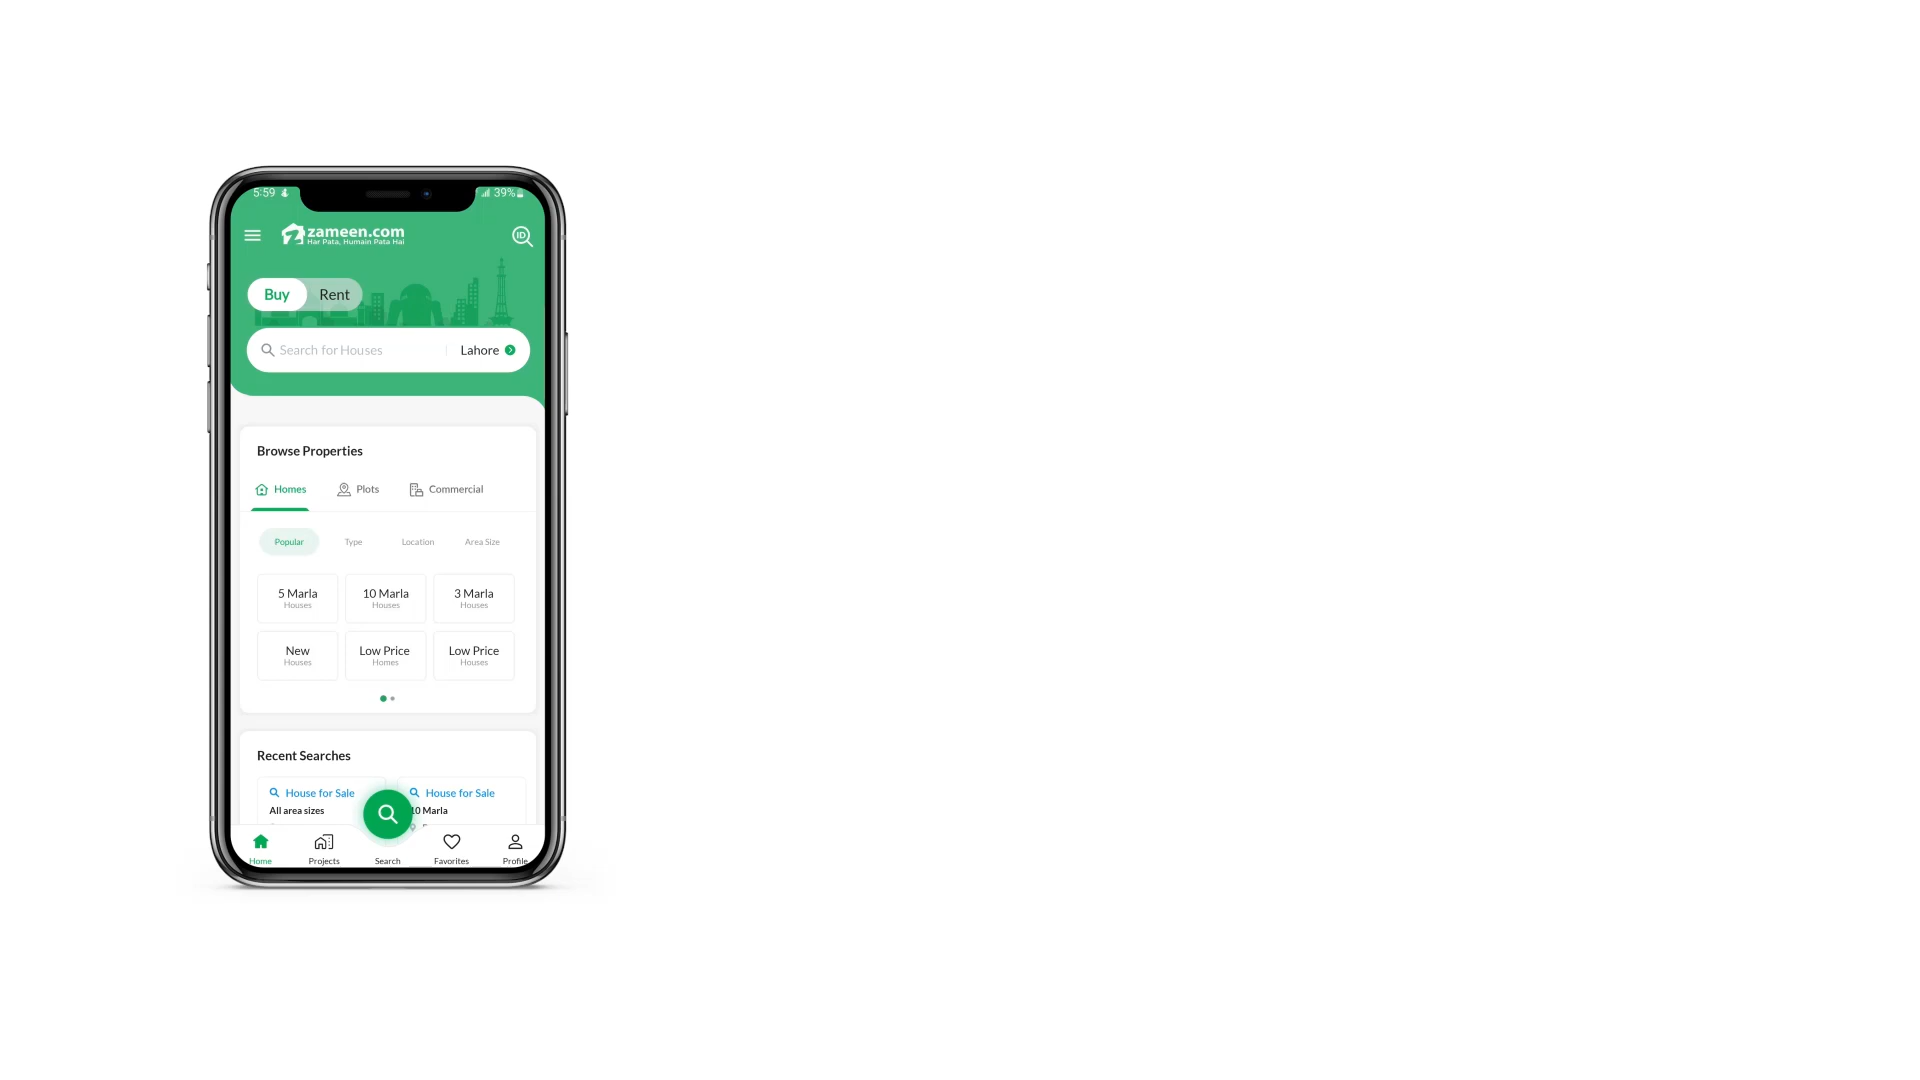 5:59
39%
zameen.com
Har Pata, Humain Pata Hai
ID
Buy Rent
Search for Houses Lahore
Browse Properties
Homes Plots Commercial
Popular Type Location Area Size
5 Marla 10 Marla 3 Marla
Houses Houses Houses
New Low Price Low Price
Houses Homes Houses
Recent Searches
House for Sale House for Sale
All area sizes 10 Marla
Home Projects Search Favorites Profile